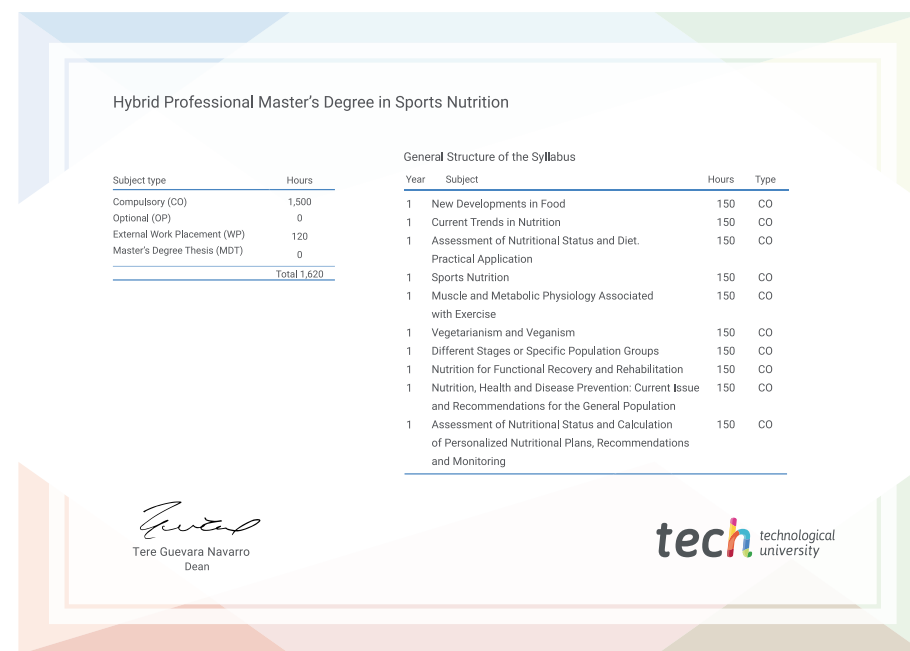 Hybrid Professional Master's Degree in Sports Nutrition
Subject type Hours
Compulsory (CO) 1,500
Optional (OP) 0
External Work Placement (WP) 120
Master's Degree Thesis (MDT) 0
Total 1,620
General Structure of the Syllabus
Year Subject Hours Type
1 New Developments in Food 150 CO
1 Current Trends in Nutrition 150 CO
1 Assessment of Nutritional Status and Diet. 150 CO
Practical Application
1 Sports Nutrition 150 CO
1 Muscle and Metabolic Physiology Associated 150 CO
with Exercise
1 Vegetarianism and Veganism 150 CO
1 Different Stages or Specific Population Groups 150 CO
1 Nutrition for Functional Recovery and Rehabilitation 150 CO
1 Nutrition, Health and Disease Prevention: Current Issue 150 CO
and Recommendations for the General Population
1 Assessment of Nutritional Status and Calculation 150 CO
of Personalized Nutritional Plans, Recommendations
and Monitoring
Tere Guevara Navarro
Dean
tech technological
university